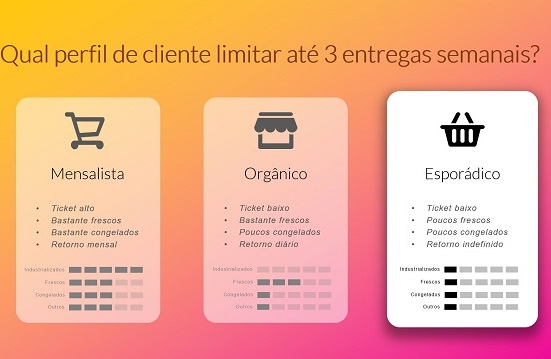 Qual perfil de cliente limitar até 3 entregas semanais?
Mensalista
• Ticket alto
• Bastante frescos
• Bastante congelados
• Retorno mensal
Industrializados
Frescos
Congelados
Outros
Orgânico
• Ticket baixo
• Bastante frescos
• Poucos congelados
• Retorno diário
Industrializados
Frescos
Congelados
Outros
Esporádico
• Ticket baixo
• Poucos frescos
• Poucos congelados
• Retorno indefinido
Industrializados
Frescos
Congelados
Outros